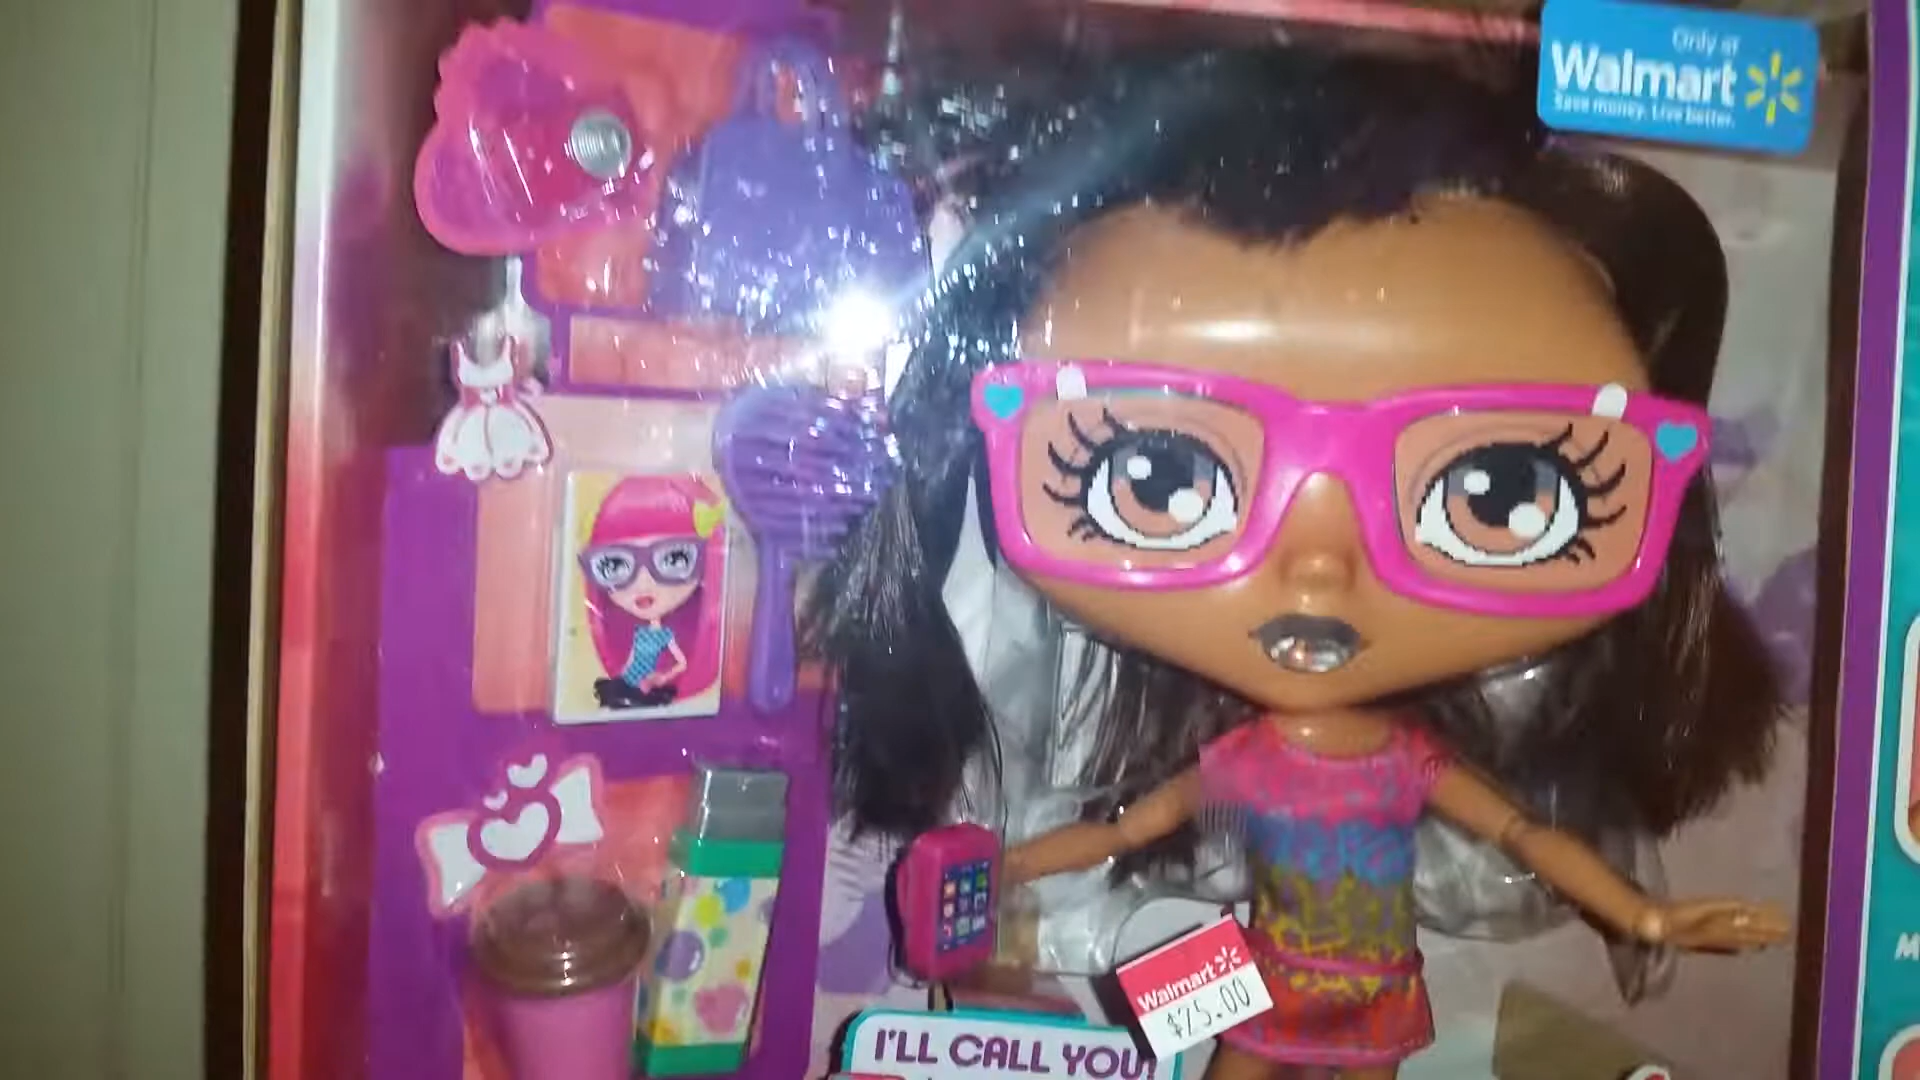 Only at
Walmart
Save money. Live better.
Walmart
$25.00
I'LL CALL YOU!